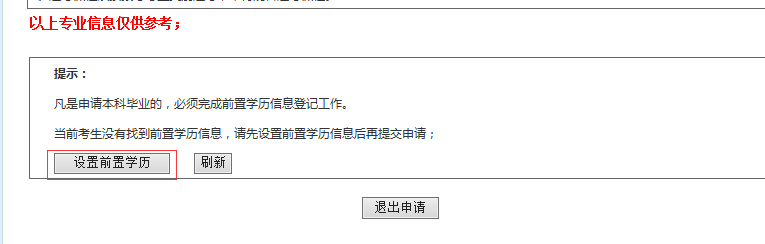 以上专业信息仅供参考；
提示：
凡是申请本科毕业的，必须完成前置学历信息登记工作。
当前考生没有找到前置学历信息，请先设置前置学历信息后再提交申请；
设置前置学历 刷新
退出申请